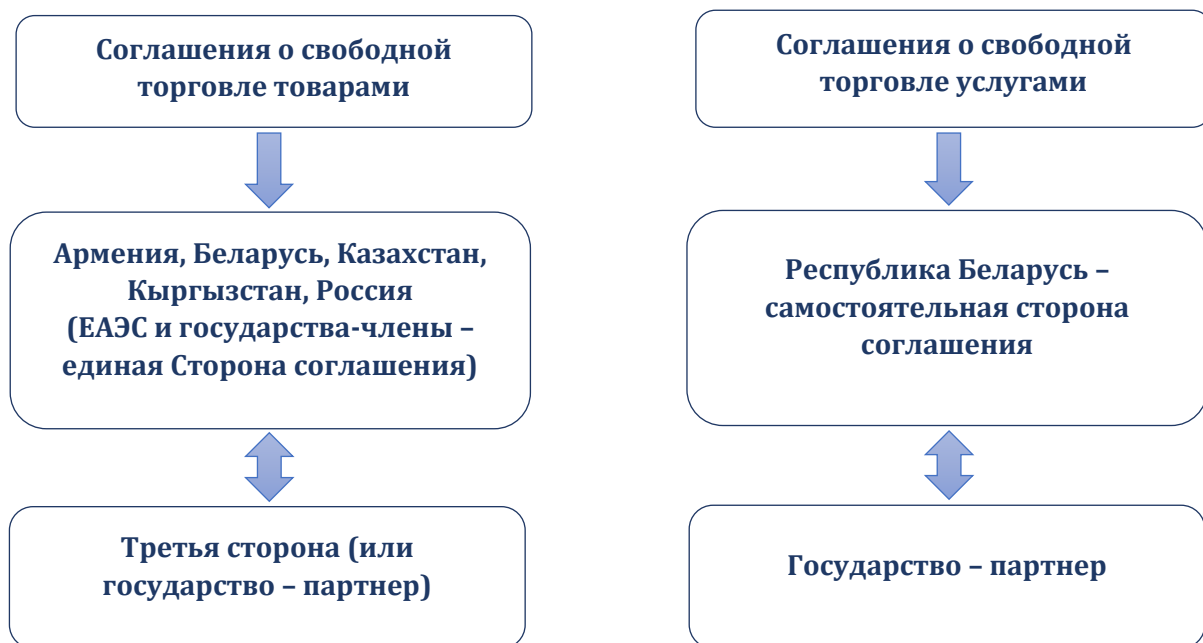 Соглашения о свободной
торговле товарами
Армения, Беларусь, Казахстан,
Кыргызстан, Россия
(ЕАЭС и государства-члены –
единая Сторона соглашения)
Третья сторона (или
государство – партнер)
Соглашения о свободной
торговле услугами
Республика Беларусь –
самостоятельная сторона
соглашения
Государство – партнер